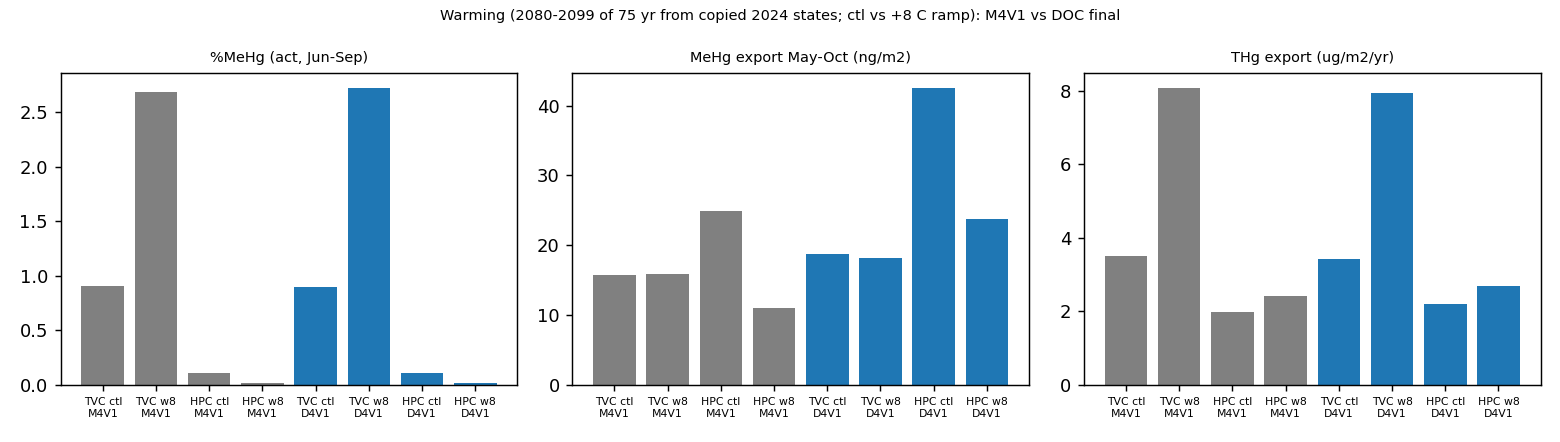 Warming (2080-2099 of 75 yr from copied 2024 states; ctl vs +8 C ramp): M4V1 vs DOC final
%MeHg (act, Jun-Sep)
2.5
2.0
1.5
1.0
0.5
0.0
TVC ctl TVC w8 HPC ctl HPC w8 TVC ctl TVC w8 HPC ctl HPC w8
M4V1 M4V1 M4V1 M4V1 D4V1 D4V1 D4V1 D4V1
MeHg export May-Oct (ng/m2)
40
30
20
10
0
TVC ctl TVC w8 HPC ctl HPC w8 TVC ctl TVC w8 HPC ctl HPC w8
M4V1 M4V1 M4V1 M4V1 D4V1 D4V1 D4V1 D4V1
THg export (ug/m2/yr)
8
6
4
2
0
TVC ctl TVC w8 HPC ctl HPC w8 TVC ctl TVC w8 HPC ctl HPC w8
M4V1 M4V1 M4V1 M4V1 D4V1 D4V1 D4V1 D4V1